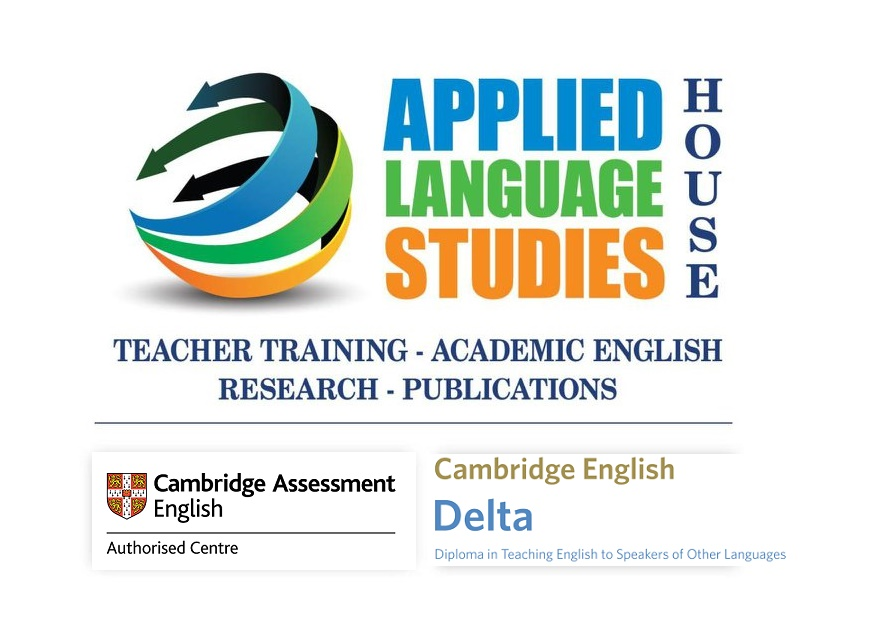 APPLIED
LANGUAGE
STUDIES
HOUSE
TEACHER TRAINING - ACADEMIC ENGLISH
RESEARCH - PUBLICATIONS
Cambridge Assessment
English
Authorised Centre
Cambridge English
Delta
Diploma in Teaching English to Speakers of Other Languages